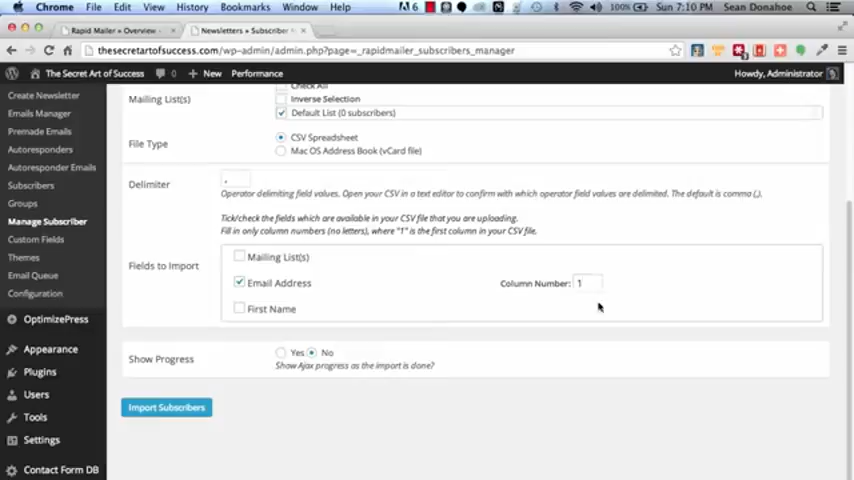 Chrome File Edit View History Bookmarks Window Help 6 100% Sun 7:10 PM Sean Donahoe
Rapid Mailer » Overview Newsletters » Subscriber
thesecretartofsuccess.com/wp-admin/admin.php?page=_rapidmailer_subscribers_manager
The Secret Art of Success 0 + New Performance Howdy, Administrator
Create Newsletter
Emails Manager
Premade Emails
Autoresponders
Autoresponder Emails
Subscribers
Groups
Manage Subscriber
Custom Fields
Themes
Email Queue
Configuration
OptimizePress
Appearance
Plugins
Users
Tools
Settings
Contact Form DB
Check All
Mailing List(s)
Inverse Selection
Default List (0 subscribers)
File Type
CSV Spreadsheet
Mac OS Address Book (vCard file)
Delimiter
,
Operator delimiting field values. Open your CSV in a text editor to confirm with which operator field values are delimited. The default is comma (,).
Tick/check the fields which are available in your CSV file that you are uploading.
Fill in only column numbers (no letters), where "1" is the first column in your CSV file.
Fields to Import
Mailing List(s)
Email Address Column Number: 1
First Name
Show Progress
Yes No
Show Ajax progress as the import is done?
Import Subscribers